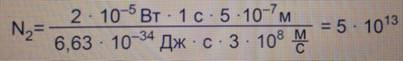 N₂= 2 · 10⁻⁵ Вт · 1 с · 5 · 10⁻⁷ м / 6,63 · 10⁻³⁴ Дж · с · 3 · 10⁸ м/с = 5 · 10¹³